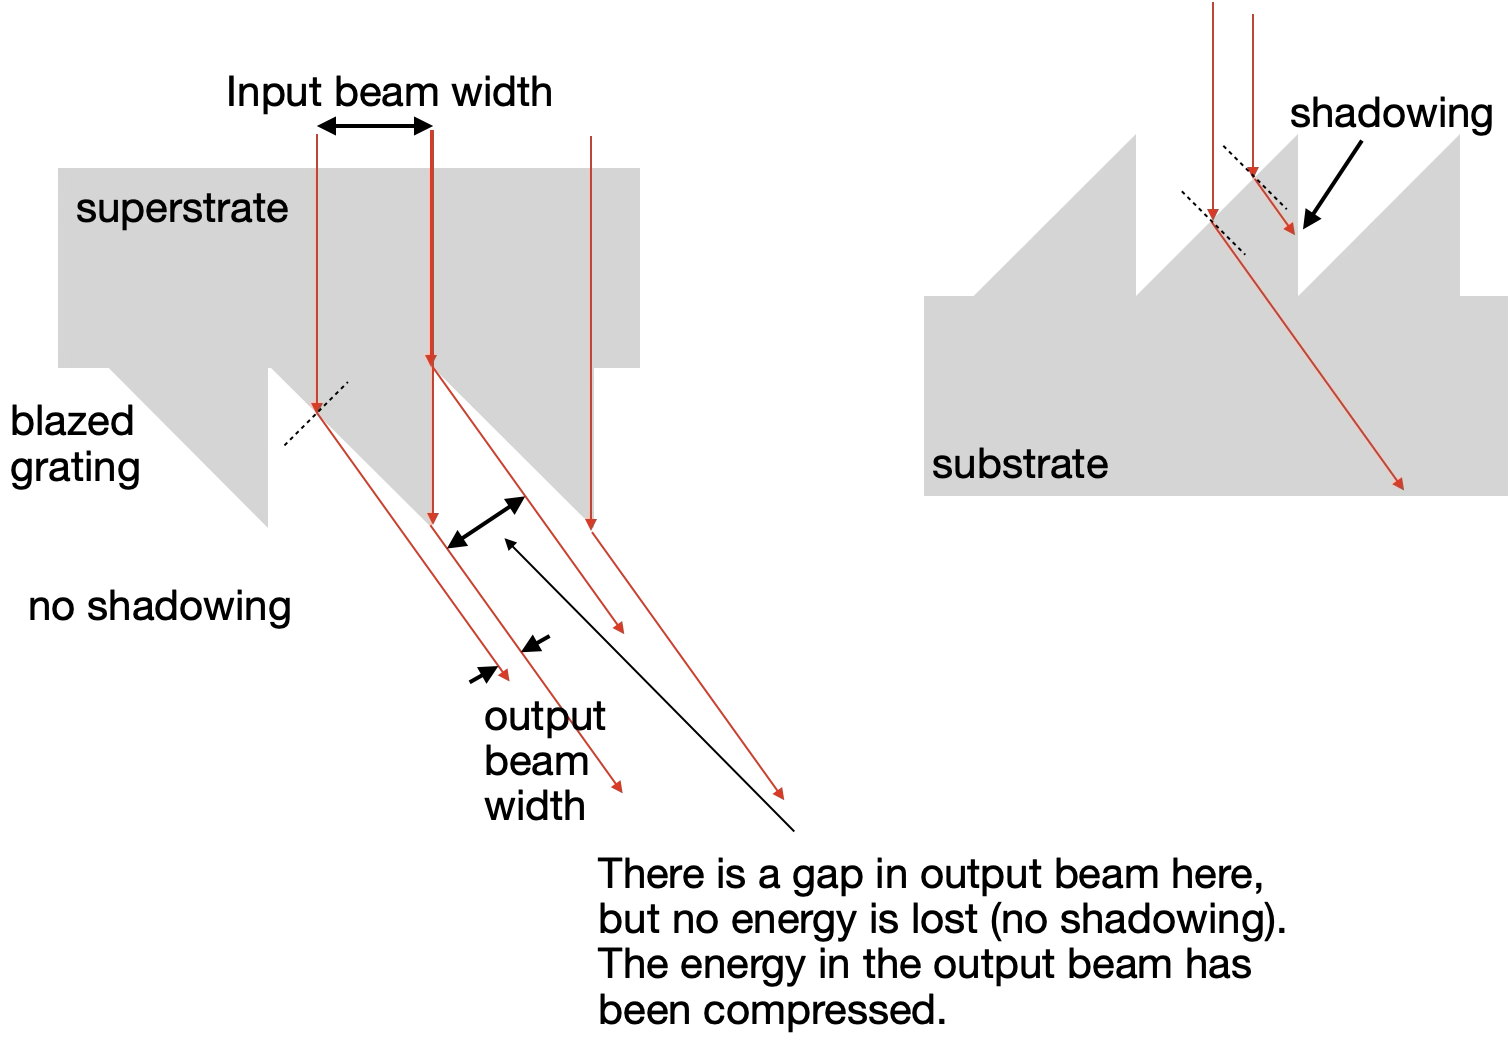 Input beam width
shadowing
superstrate
blazed
grating
substrate
no shadowing
output
beam
width
There is a gap in output beam here,
but no energy is lost (no shadowing).
The energy in the output beam has
been compressed.